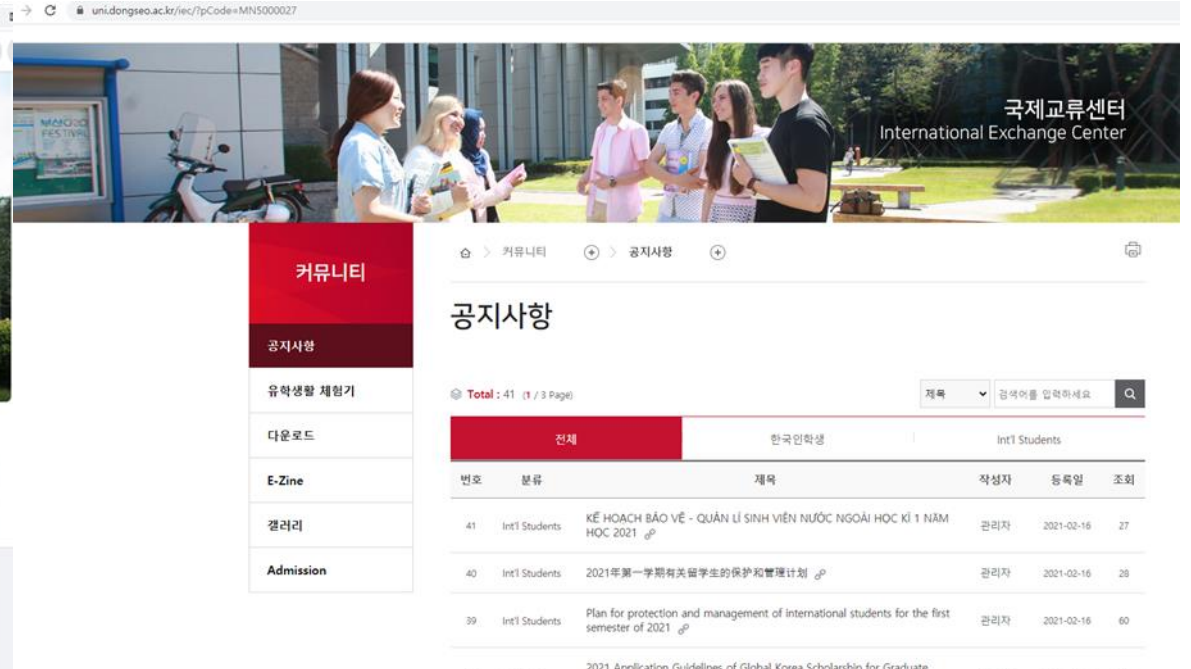 uni.dongseo.ac.kr/iec/?pCode=MN5000027
FESTIVAL
국제교류센터
International Exchange Center
커뮤니티
공지사항
유학생활 체험기
다운로드
E-Zine
갤러리
Admission
커뮤니티 공지사항
공지사항
Total : 41 (1 / 3 Page)
제목 검색어를 입력하세요
전체 한국인학생 Int'l Students
번호 분류 제목 작성자 등록일 조회
41 Int'l Students KẾ HOẠCH BẢO VỆ - QUẢN LÍ SINH VIÊN NƯỚC NGOÀI HỌC KÌ 1 NĂM 관리자 2021-02-16 27
HỌC 2021
40 Int'l Students 2021年第一学期有关留学生的保护和管理计划 관리자 2021-02-16 28
39 Int'l Students Plan for protection and management of international students for the first 관리자 2021-02-16 60
semester of 2021
2021 Application Guidelines of Global Korea Scholarship for Graduate